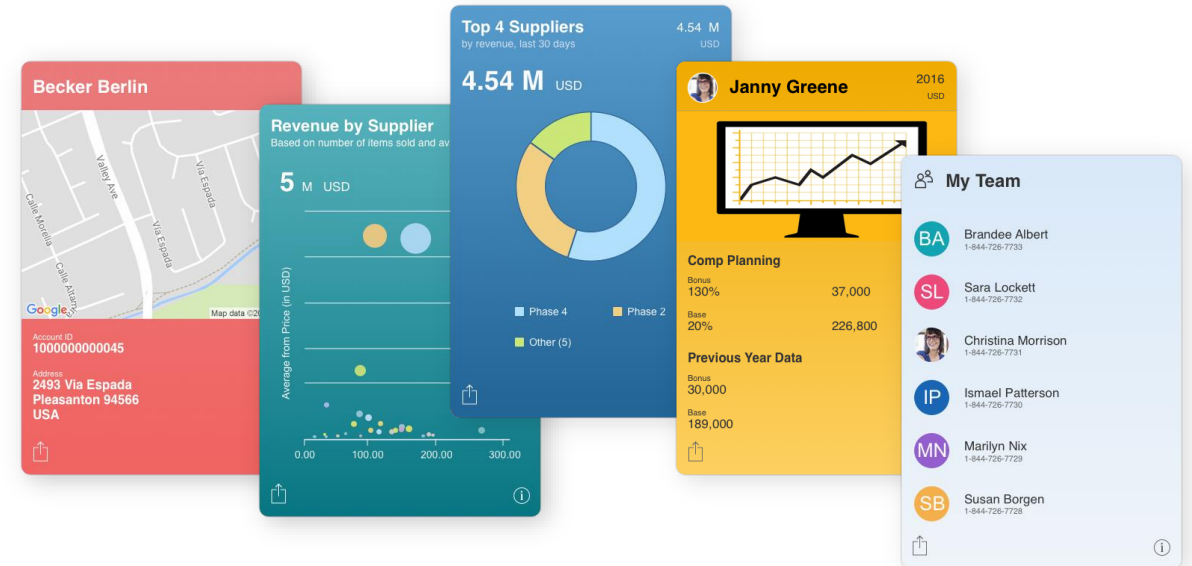 Becker Berlin
Valley Ave
Via Espada
Via Espada
Calle Morelia
Calle Altam
Google
Map data ©20
Account ID
1000000000045
Address
2493 Via Espada
Pleasanton 94566
USA
Revenue by Supplier
Based on number of items sold and av
5 M USD
Average from Price (in USD)
0.00 100.00 200.00 300.00
Top 4 Suppliers
4.54 M
by revenue, last 30 days
USD
4.54 M USD
Phase 4 Phase 2
Other (5)
Janny Greene
2016
USD
Comp Planning
Bonus
130% 37,000
Base
20% 226,800
Previous Year Data
Bonus
30,000
Base
189,000
My Team
BA
Brandee Albert
1-844-726-7733
SL
Sara Lockett
1-844-726-7732
Christina Morrison
1-844-726-7731
IP
Ismael Patterson
1-844-726-7730
MN
Marilyn Nix
1-844-726-7729
SB
Susan Borgen
1-844-726-7728